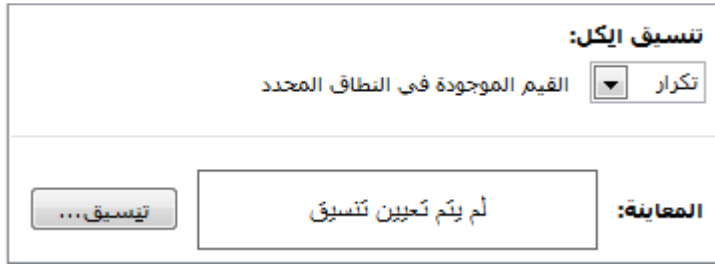 تنسيق الكل:
تكرار القيم الموجودة في النطاق المحدد
المعاينة: لم يتم تعيين تنسيق تنسيق...